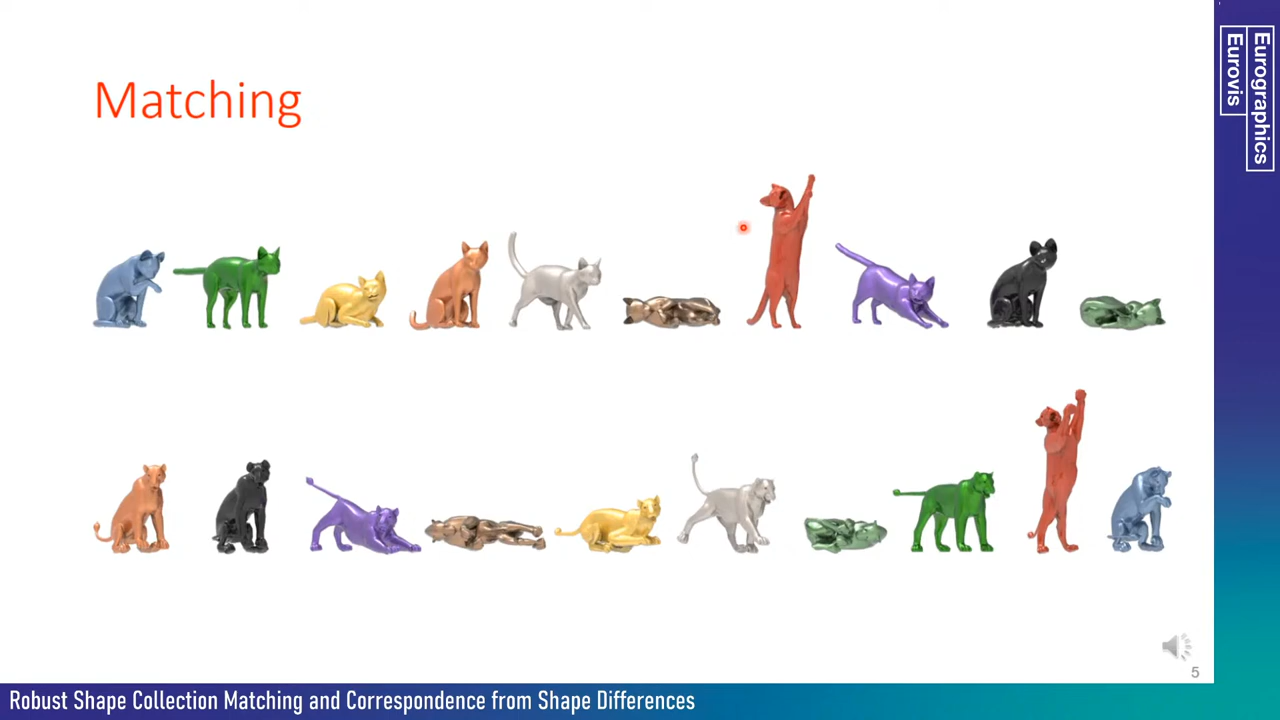 Matching
Eurographics
Eurovis
5
Robust Shape Collection Matching and Correspondence from Shape Differences